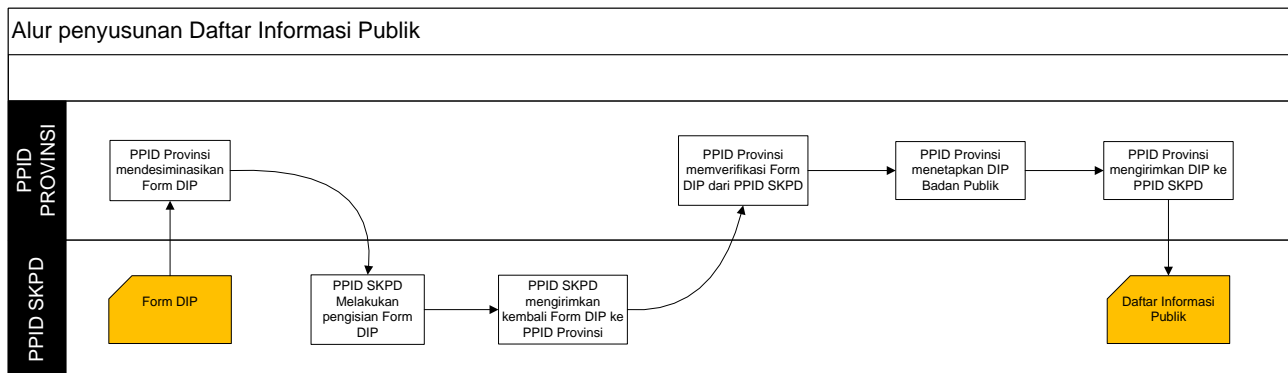 Alur penyusunan Daftar Informasi Publik
PPID
PROVINSI
PPID Provinsi
mendesiminasikan
Form DIP
PPID Provinsi
memverifikasi Form
DIP dari PPID SKPD
PPID Provinsi
menetapkan DIP
Badan Publik
PPID Provinsi
mengirimkan DIP ke
PPID SKPD
PPID SKPD
Form DIP
PPID SKPD
Melakukan
pengisian Form
DIP
PPID SKPD
mengirimkan
kembali Form DIP ke
PPID Provinsi
Daftar Informasi
Publik